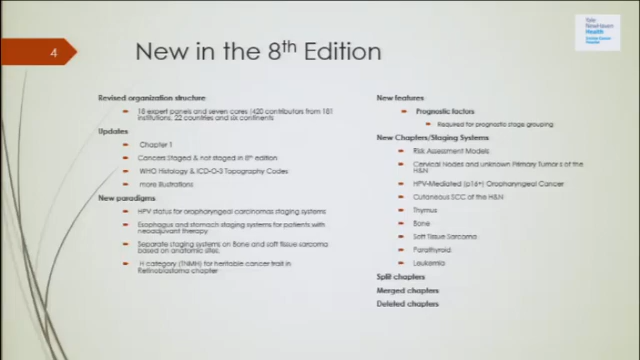 4
New in the 8th Edition
Yale
NewHaven
Health
Smilow Cancer
Hospital
Revised organization structure
18 expert panels and seven cores (420 contributors from 181
institutions, 22 countries and six continents
Updates
Chapter 1
Cancers Staged & not staged in 8th edition
WHO Histology & ICD-O-3 Topography Codes
more illustrations
New paradigms
HPV status for oropharyngeal carcinomas staging systems
Esophagus and stomach staging systems for patients with
neoadjuvant therapy
Separate staging systems on Bone and soft tissue sarcoma
based on anatomic sites.
H category (TNMH) for heritable cancer trait in
Retinoblastoma chapter
New features
Prognostic factors
Required for prognostic stage grouping
New Chapters/Staging Systems
Risk Assessment Models
Cervical Nodes and unknown Primary Tumors of the
H&N
HPV-Mediated (p16+) Oropharyngeal Cancer
Cutaneous SCC of the H&N
Thymus
Bone
Soft Tissue Sarcoma
Parathyroid
Leukemia
Split chapters
Merged chapters
Deleted chapters